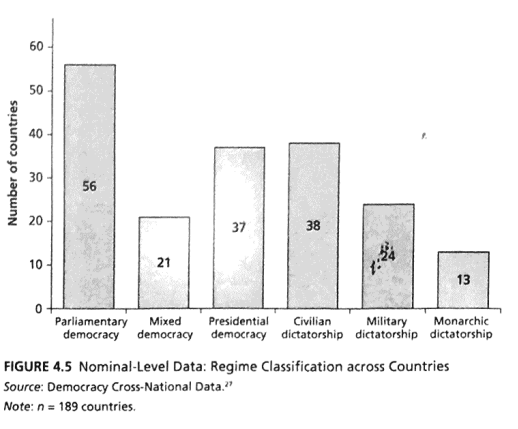 Number of countries
60
50
40
30
20
10
0
56
21
37
38
24
13
Parliamentary democracy
Mixed democracy
Presidential democracy
Civilian dictatorship
Military dictatorship
Monarchic dictatorship
FIGURE 4.5 Nominal-Level Data: Regime Classification across Countries
Source: Democracy Cross-National Data.²⁷
Note: n = 189 countries.